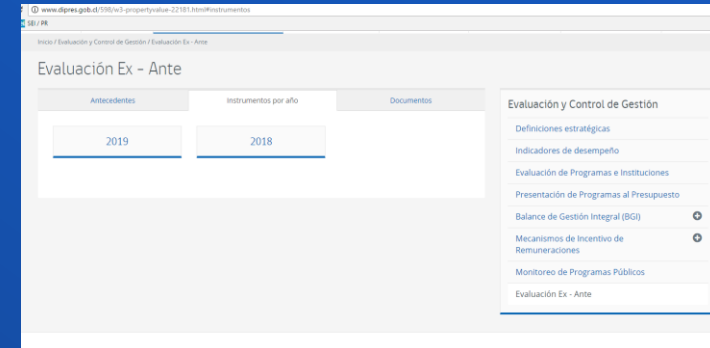 www.dipres.gob.cl/598/w3-propertyvalue-22181.html#instrumentos
SBI / PR
Inicio / Evaluación y Control de Gestión / Evaluación Ex - Ante
Evaluación Ex – Ante
Antecedentes
Instrumentos por año
Documentos
2019
2018
Evaluación y Control de Gestión
Definiciones estratégicas
Indicadores de desempeño
Evaluación de Programas e Instituciones
Presentación de Programas al Presupuesto
Balance de Gestión Integral (BGI)
Mecanismos de Incentivo de
Remuneraciones
Monitoreo de Programas Públicos
Evaluación Ex - Ante